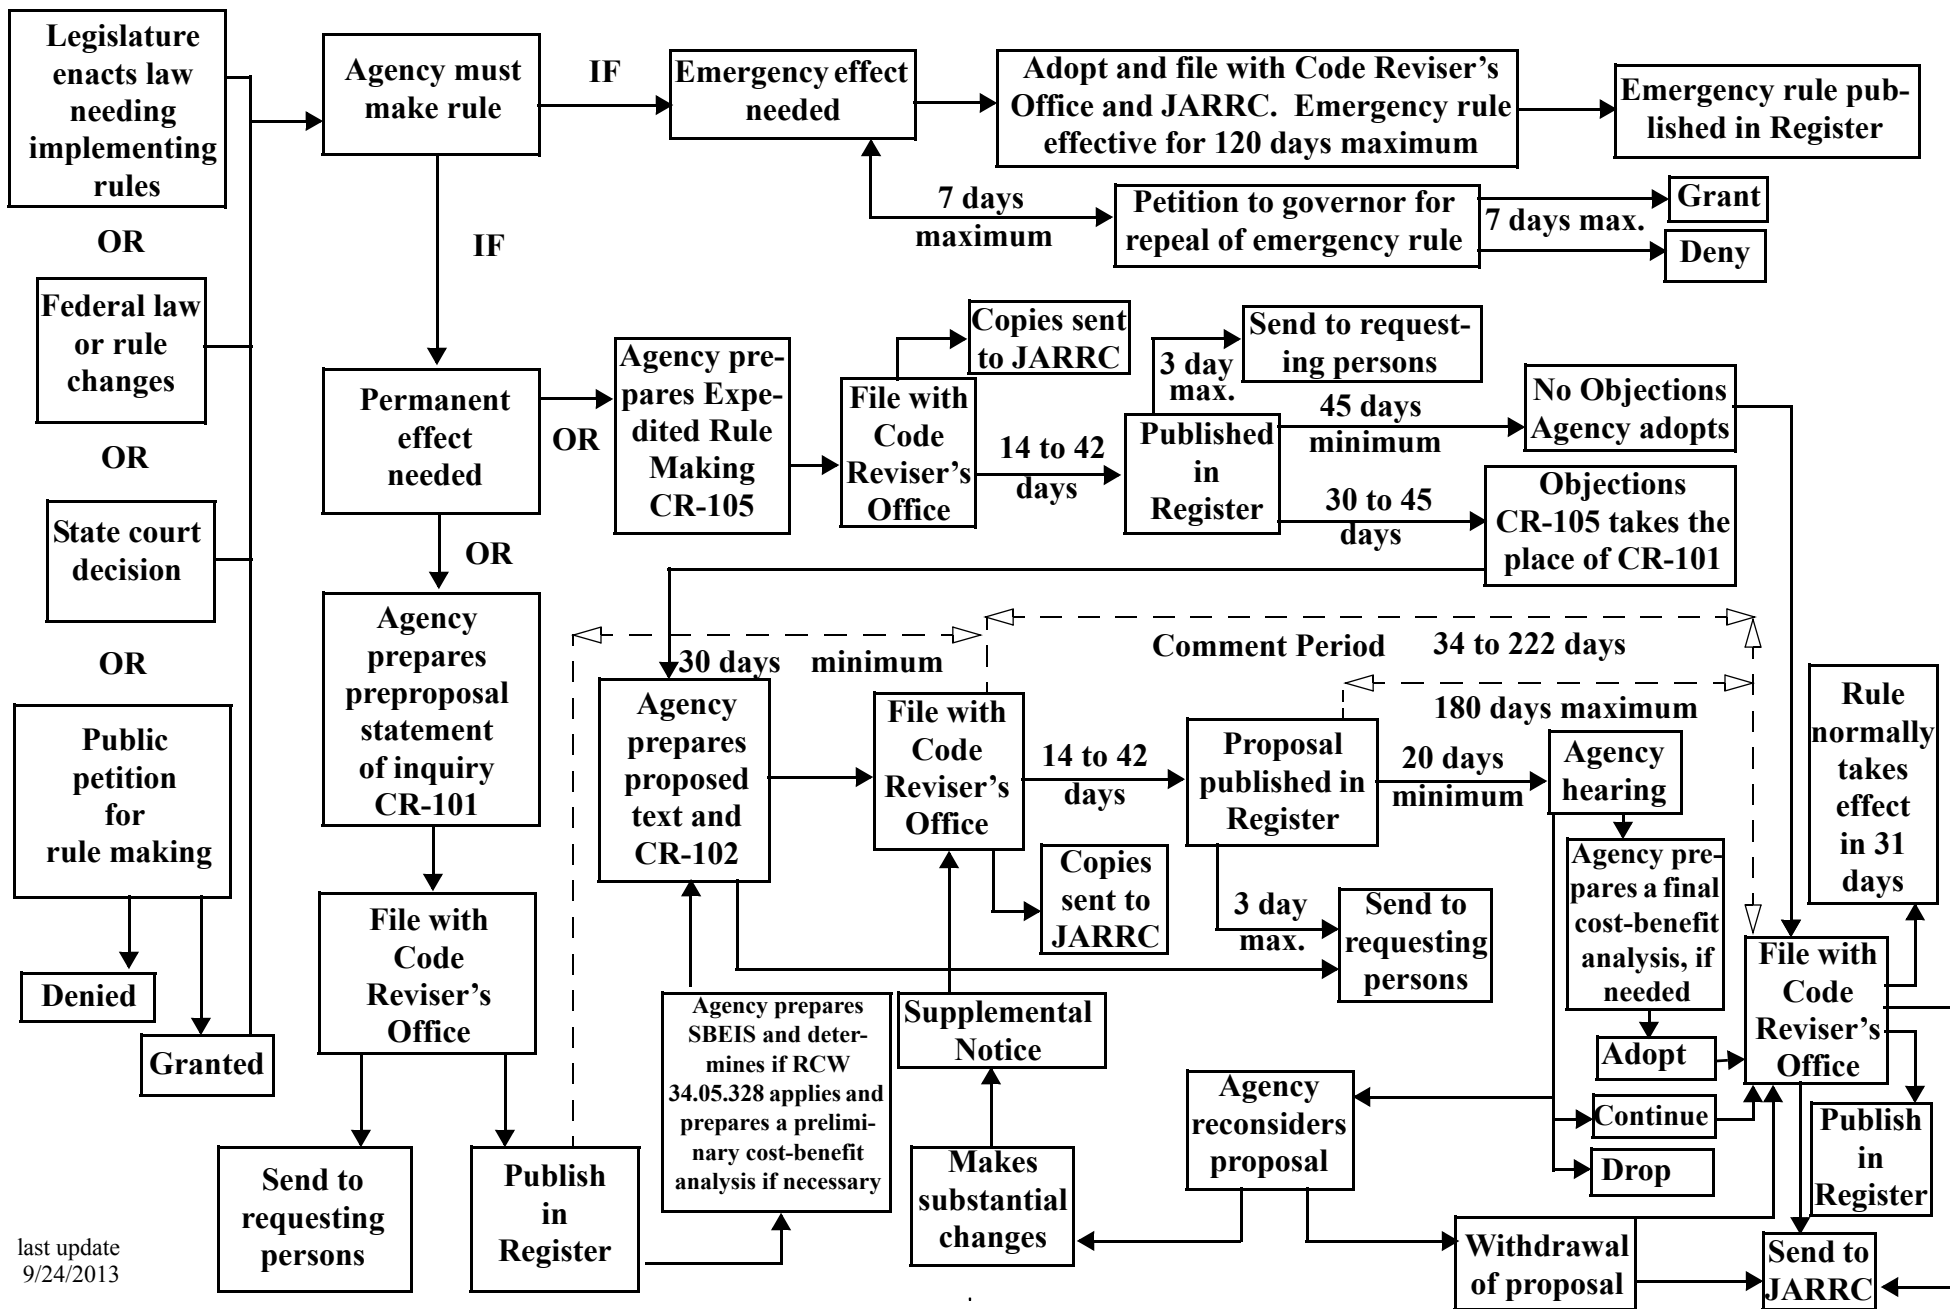 Legislature
enacts law
needing
implementing
rules
OR
Federal law
or rule
changes
OR
State court
decision
OR
Public
petition
for
rule making
Denied
Granted
Agency must
make rule
IF
Emergency effect
needed
Adopt and file with Code Reviser's
Office and JARRC.  Emergency rule
effective for 120 days maximum
Emergency rule pub-
lished in Register
7 days
maximum
Petition to governor for
repeal of emergency rule
7 days max.
Grant
Deny
IF
Permanent
effect
needed
OR
Agency pre-
pares Expe-
dited Rule
Making
CR-105
File with
Code
Reviser's
Office
Copies sent
to JARRC
14 to 42
days
Published
in
Register
3 day
max.
Send to request-
ing persons
45 days
minimum
No Objections
Agency adopts
30 to 45
days
Objections
CR-105 takes the
place of CR-101
OR
Agency
prepares
preproposal
statement
of inquiry
CR-101
File with
Code
Reviser's
Office
Send to
requesting
persons
Publish
in
Register
30 days minimum
Agency
prepares
proposed
text and
CR-102
Agency prepares
SBEIS and deter-
mines if RCW
34.05.328 applies and
prepares a prelimi-
nary cost-benefit
analysis if necessary
File with
Code
Reviser's
Office
Comment Period 34 to 222 days
180 days maximum
14 to 42
days
Copies
sent to
JARRC
Proposal
published in
Register
3 day
max.
Send to
requesting
persons
20 days
minimum
Agency
hearing
Agency pre-
pares a final
cost-benefit
analysis, if
needed
Adopt
Continue
Drop
Supplemental
Notice
Makes
substantial
changes
Agency
reconsiders
proposal
Withdrawal
of proposal
File with
Code
Reviser's
Office
Rule
normally
takes
effect
in 31
days
Publish
in
Register
Send to
JARRC
last update
9/24/2013